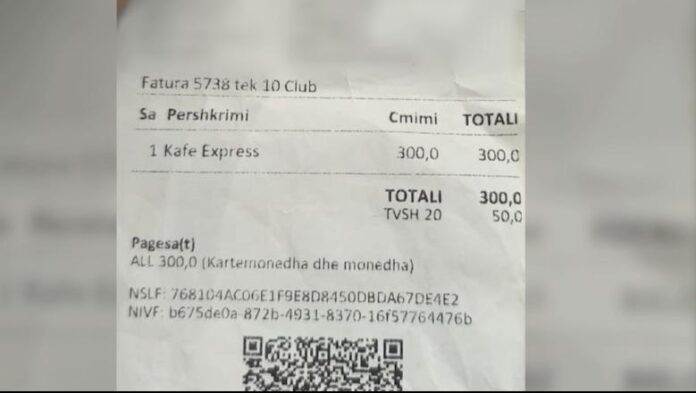 Fatura 5738 tek 10 Club
Sa Pershkrimi Cmimi TOTALI
1 Kafe Express 300,0 300,0
TOTALI 300,0
TVSH 20 50,0
Pagesa(t)
ALL 300,0 (Kartemonedha dhe monedha)
NSLF: 768104AC06E1F9E8D8450DBDA67DE4E2
NIVF: b675de0a-872b-4931-8370-16f57764476b